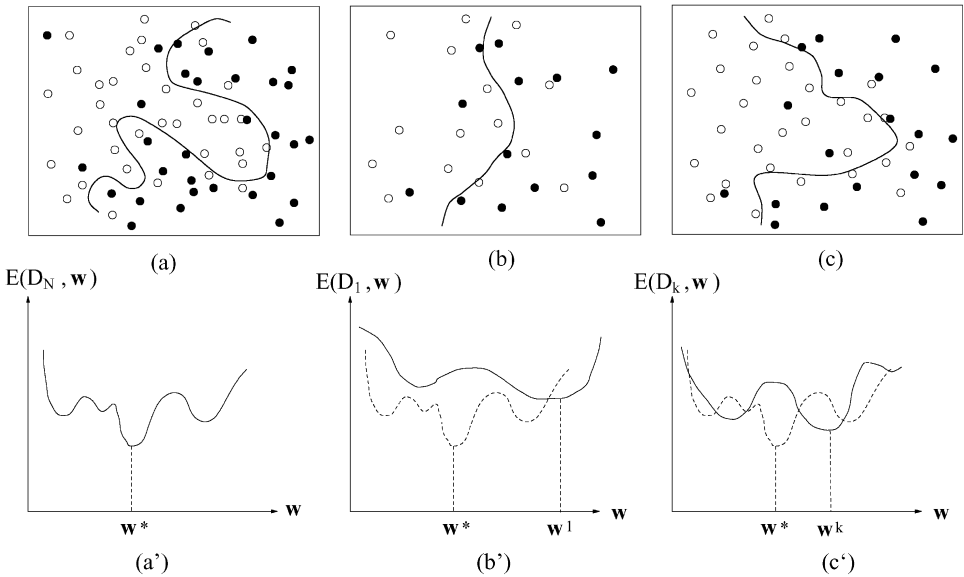 (a) (b) (c)
E(D_N, w) E(D_1, w) E(D_k, w)
w* w w* w^1 w w* w^k w
(a') (b') (c‘)